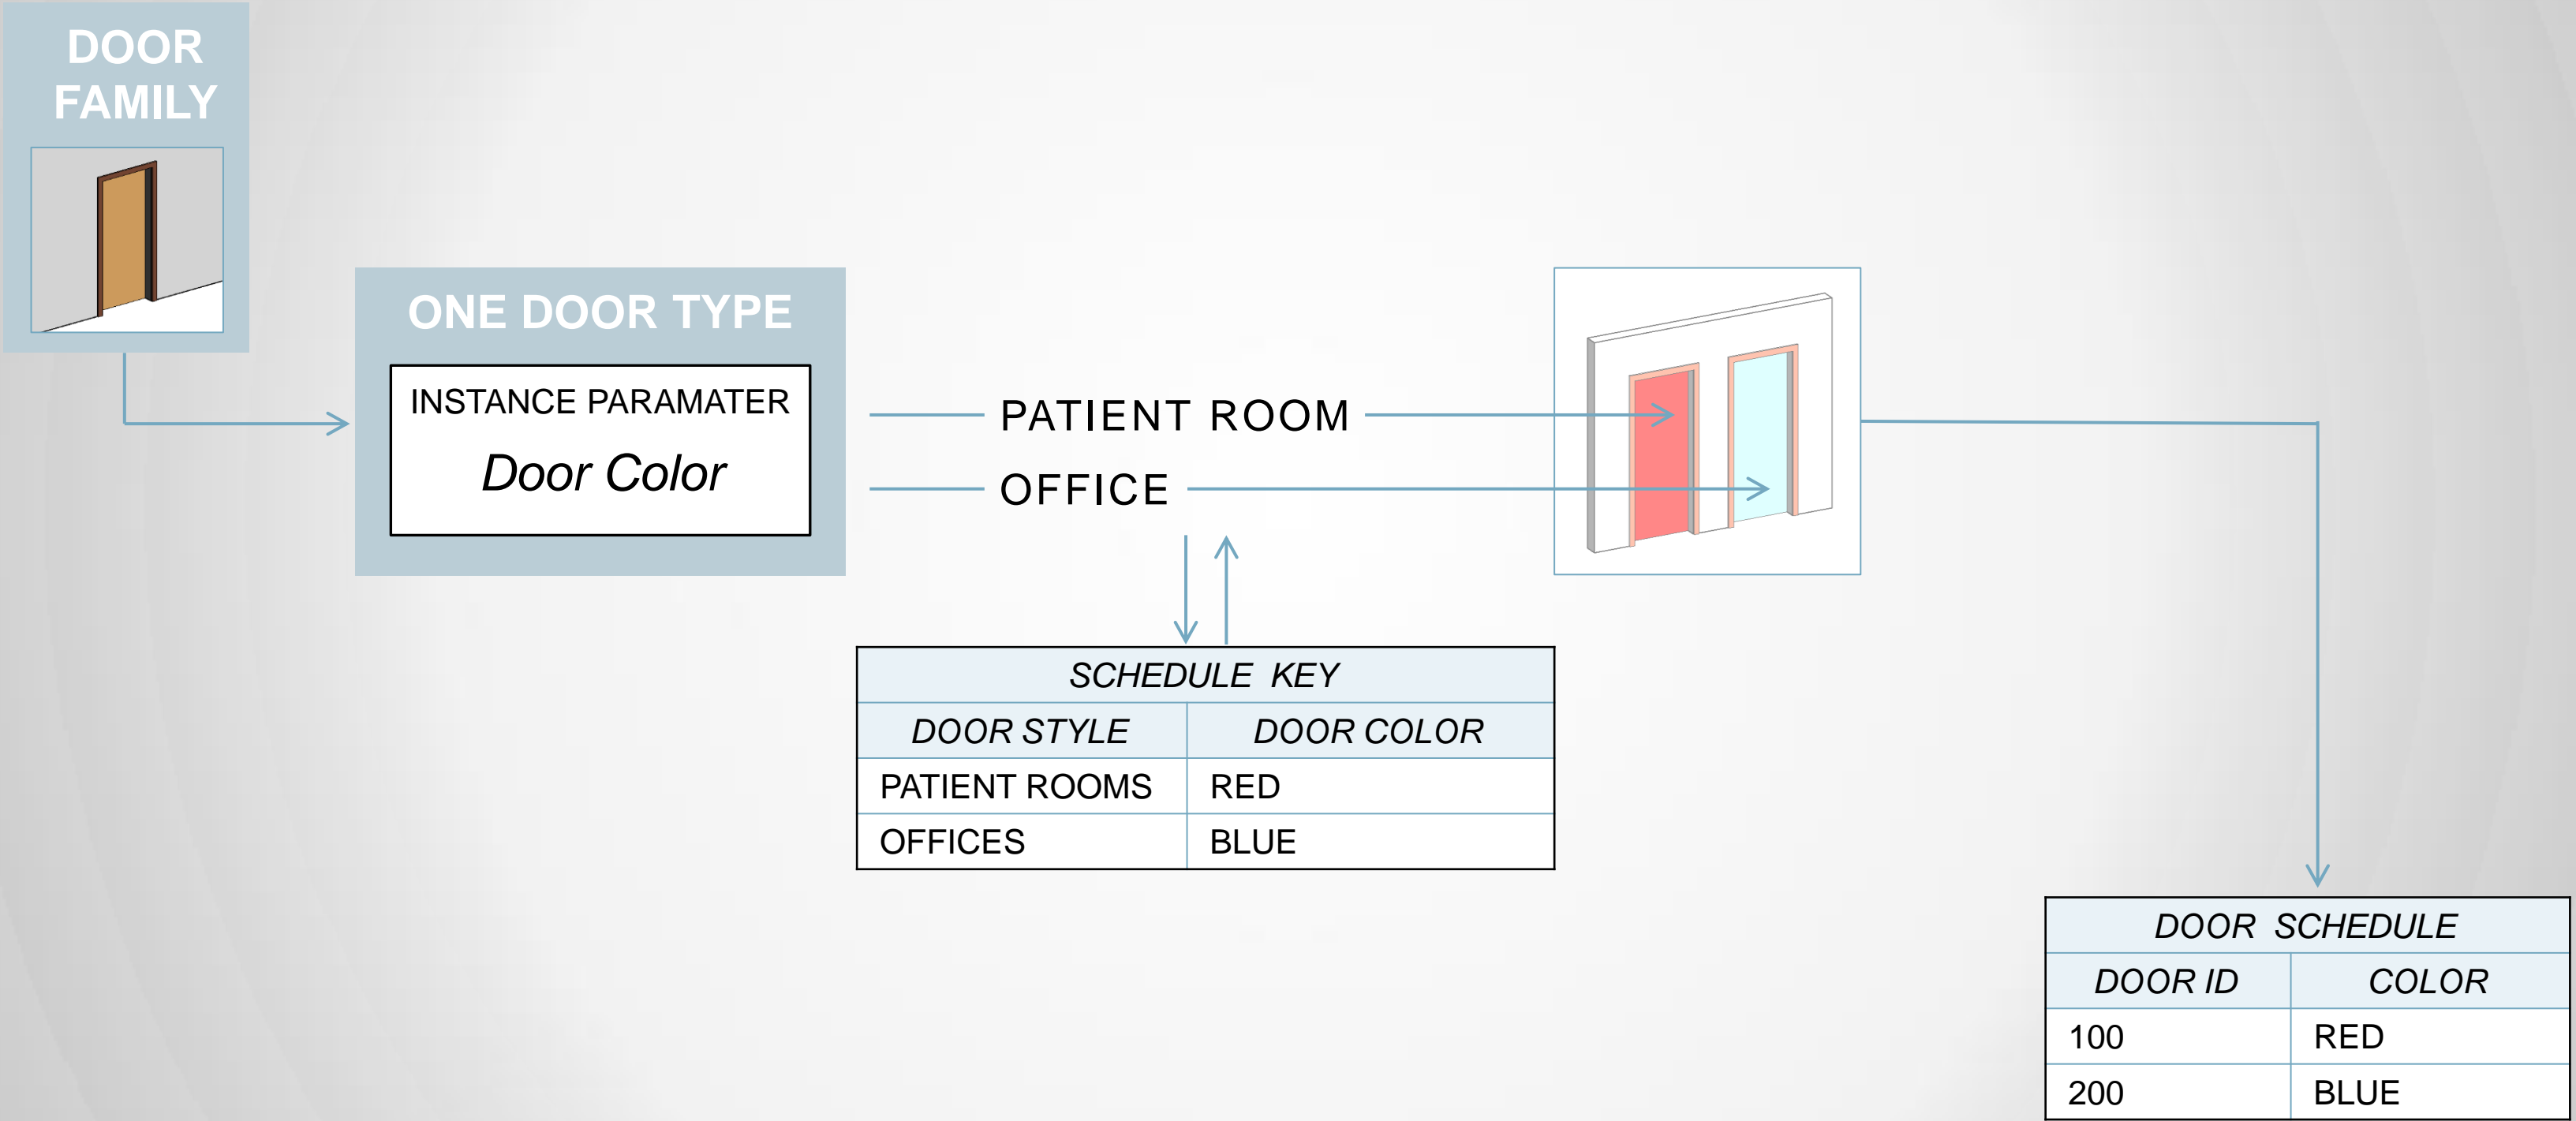 DOOR
FAMILY
ONE DOOR TYPE
INSTANCE PARAMATER
Door Color
PATIENT ROOM
OFFICE
SCHEDULE KEY
DOOR STYLE DOOR COLOR
PATIENT ROOMS RED
OFFICES BLUE
DOOR SCHEDULE
DOOR ID COLOR
100 RED
200 BLUE